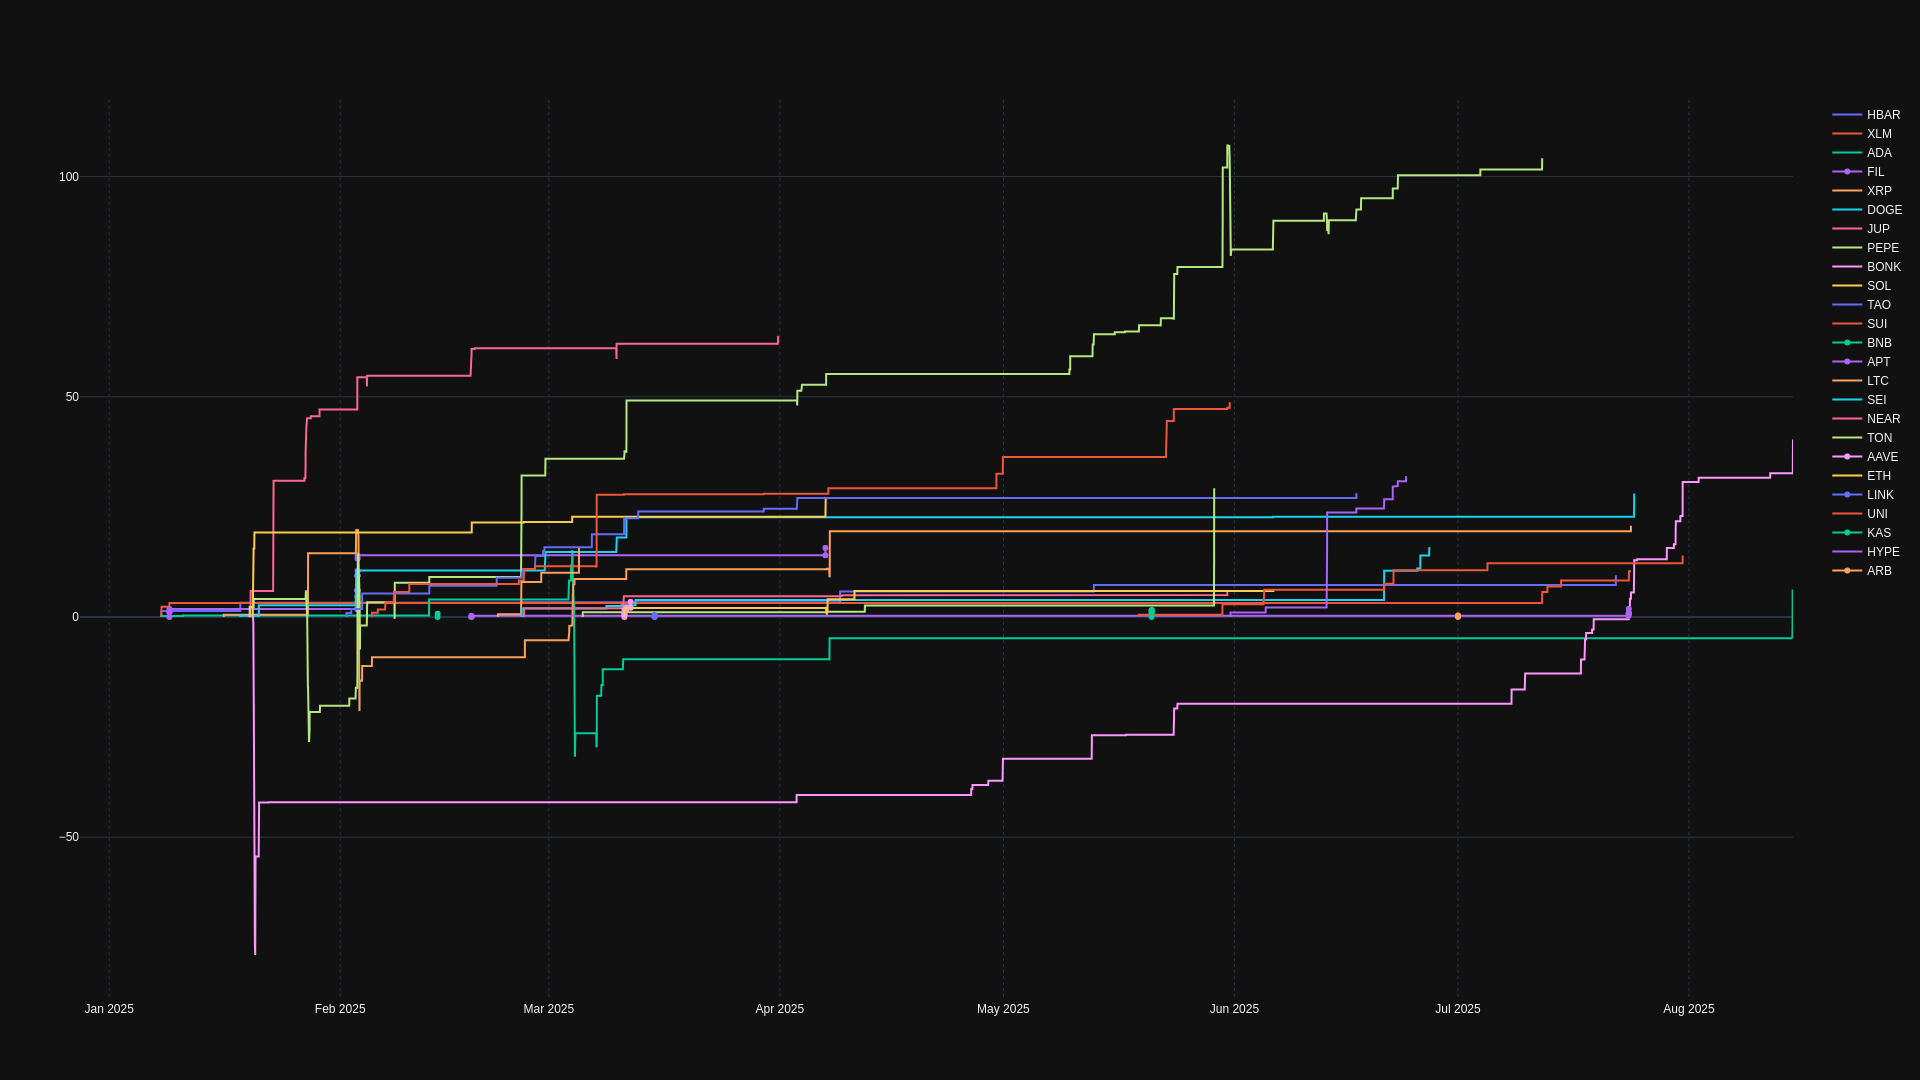 100
50
0
−50
Jan 2025
Feb 2025
Mar 2025
Apr 2025
May 2025
Jun 2025
Jul 2025
Aug 2025
HBAR
XLM
ADA
FIL
XRP
DOGE
JUP
PEPE
BONK
SOL
TAO
SUI
BNB
APT
LTC
SEI
NEAR
TON
AAVE
ETH
LINK
UNI
KAS
HYPE
ARB